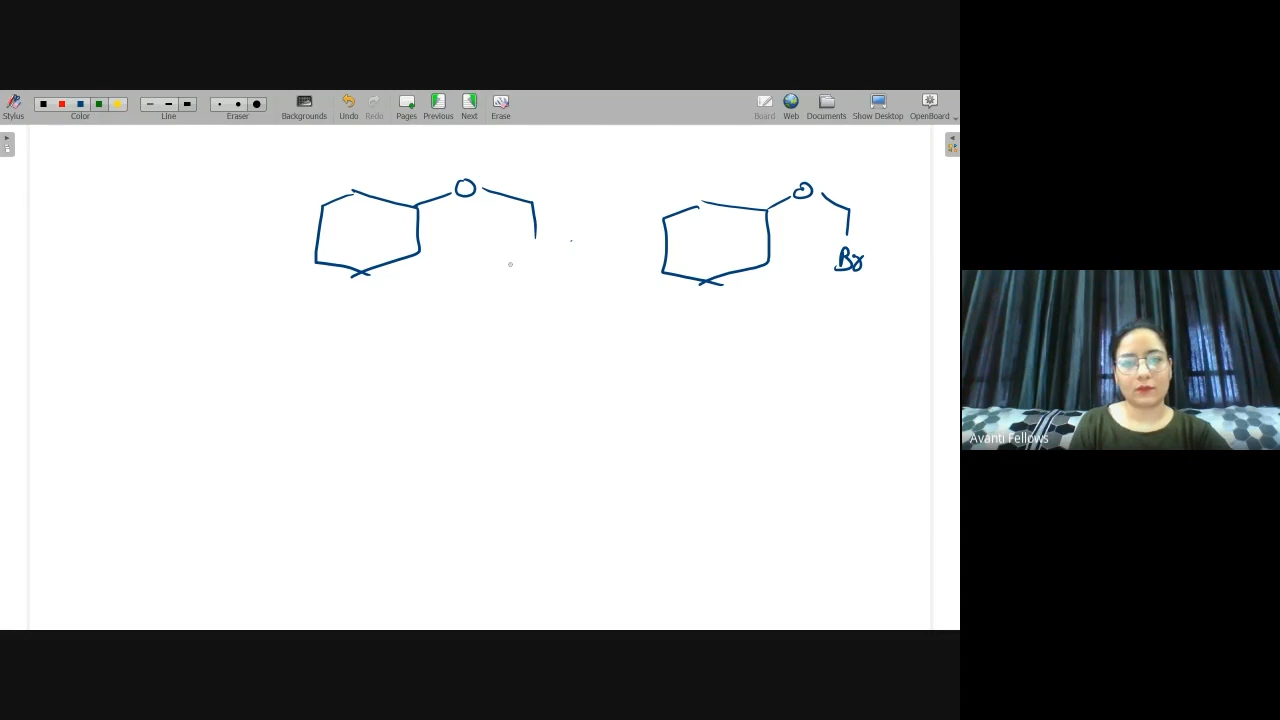 Stylus
Color
Line
Eraser
Backgrounds
Undo
Redo
Pages
Previous
Next
Erase
Board
Web
Documents
Show Desktop
OpenBoard
O
O
Br
Avanti Fellows